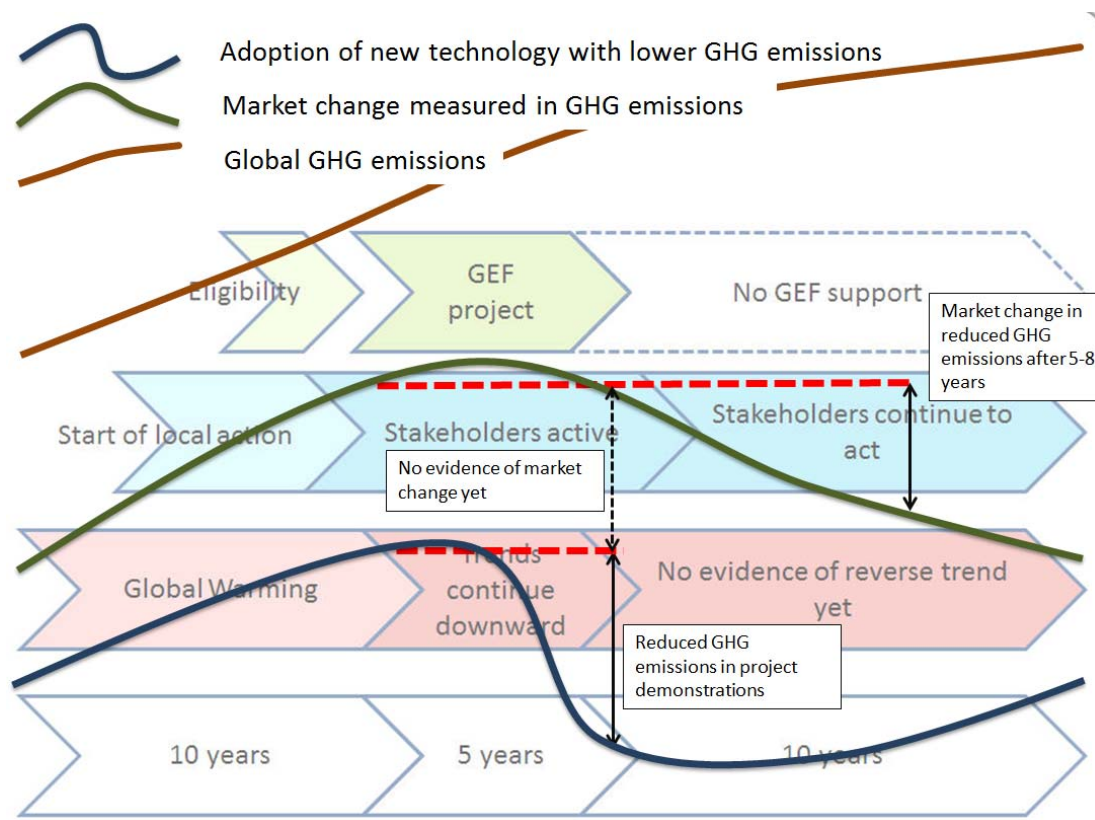 Adoption of new technology with lower GHG emissions
Market change measured in GHG emissions
Global GHG emissions
Eligibility
GEF
project
No GEF support
Market change in
reduced GHG
emissions after 5-8
years
Start of local action
Stakeholders active
Stakeholders continue to
act
No evidence of market
change yet
Global Warming
Trends
continue
downward
No evidence of reverse trend
yet
Reduced GHG
emissions in project
demonstrations
10 years
5 years
10 years